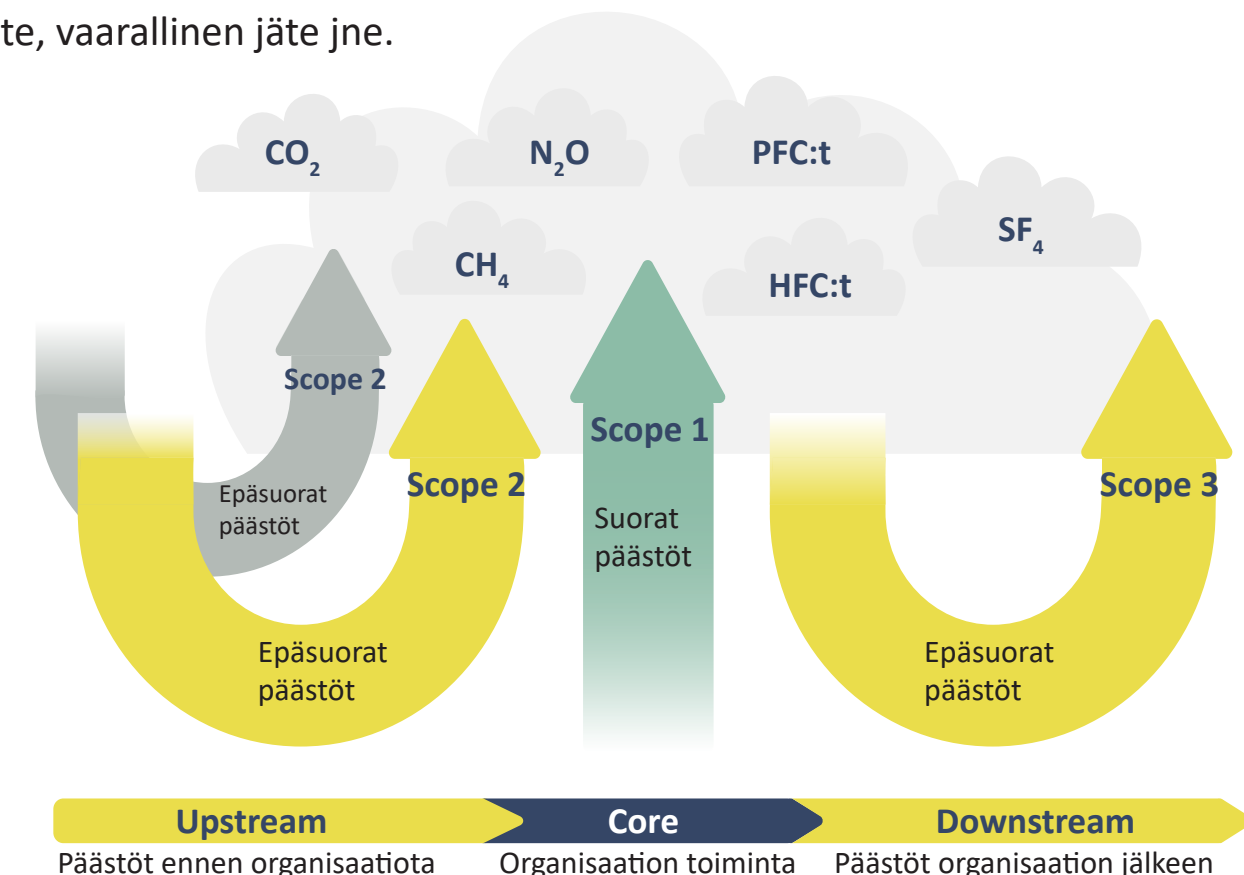 te, vaarallinen jäte jne.
CO₂
N₂O
PFC:t
SF₄
CH₄
HFC:t
Scope 2
Scope 1
Scope 2
Scope 3
Epäsuorat
päästöt
Suorat
päästöt
Epäsuorat
päästöt
Epäsuorat
päästöt
Upstream
Core
Downstream
Päästöt ennen organisaatiota
Organisaation toiminta
Päästöt organisaation jälkeen